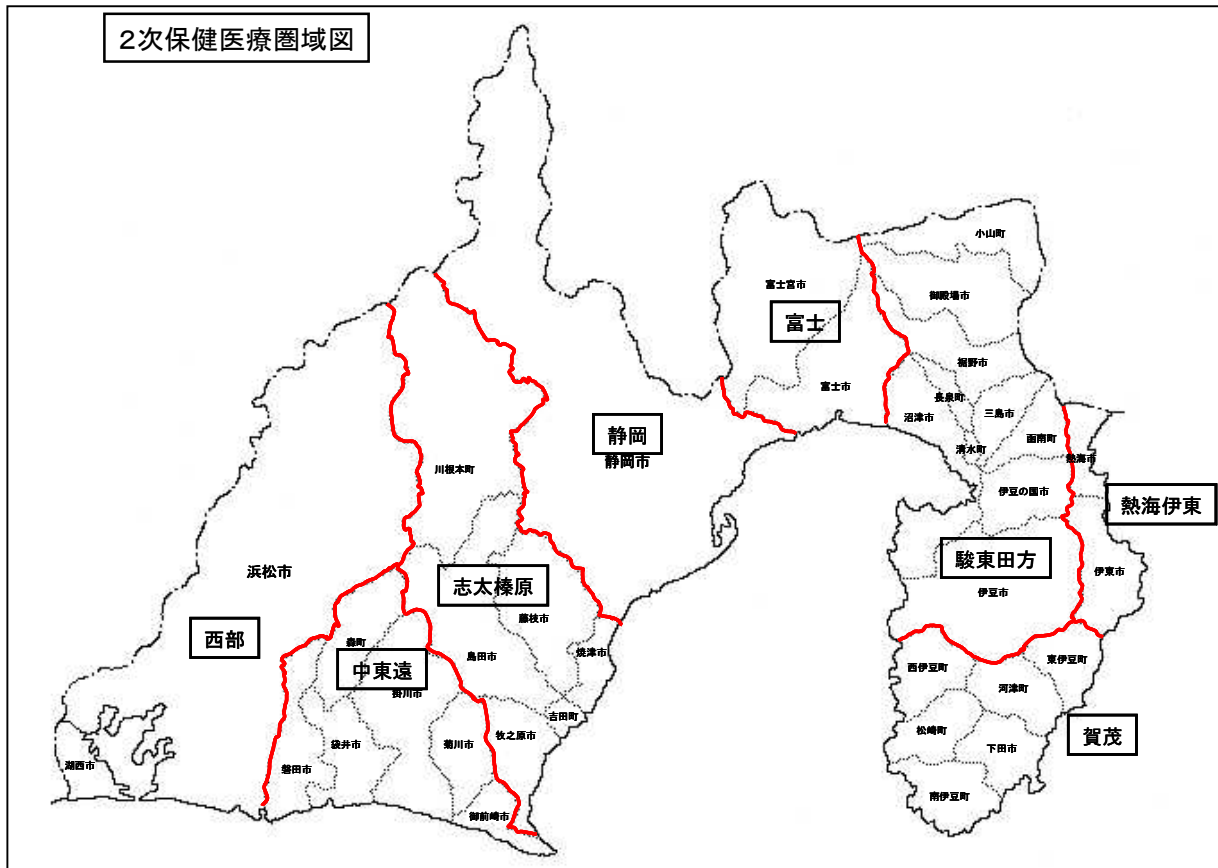 ２次保健医療圏域図
小山町
富士宮市
御殿場市
富士
裾野市
富士市
長泉町
沼津市
三島市
静岡
函南町
清水町
静岡市
熱海市
川根本町
伊豆の国市
熱海伊東
駿東田方
浜松市
志太榛原
伊東市
伊豆市
藤枝市
西部
森町
島田市
焼津市
中東遠
東伊豆町
西伊豆町
掛川市
河津町
吉田町
松崎町
牧之原市
賀茂
袋井市
菊川市
下田市
湖西市
磐田市
南伊豆町
御前崎市